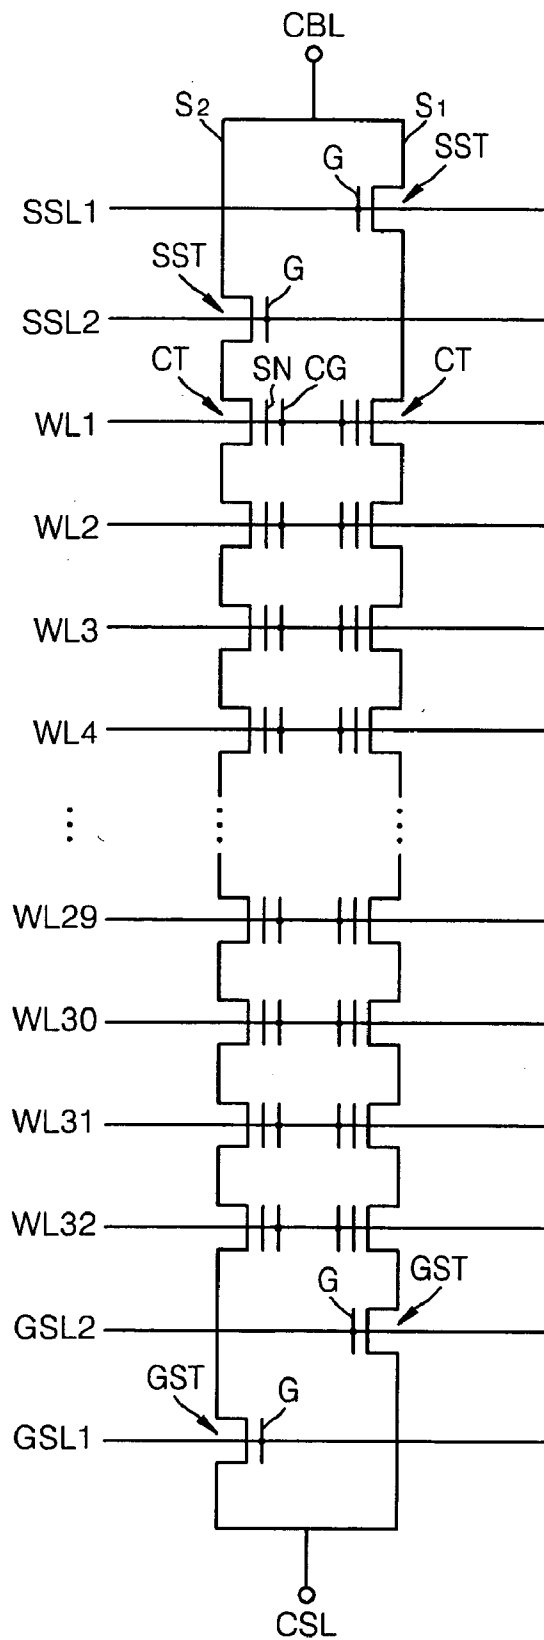 CBL
S2 S1
G SST
SSL1
SST G
SSL2
CT SN CG CT
WL1
WL2
WL3
WL4
⋮ ⋮ ⋮
WL29
WL30
WL31
WL32
G GST
GSL2
GST G
GSL1
CSL